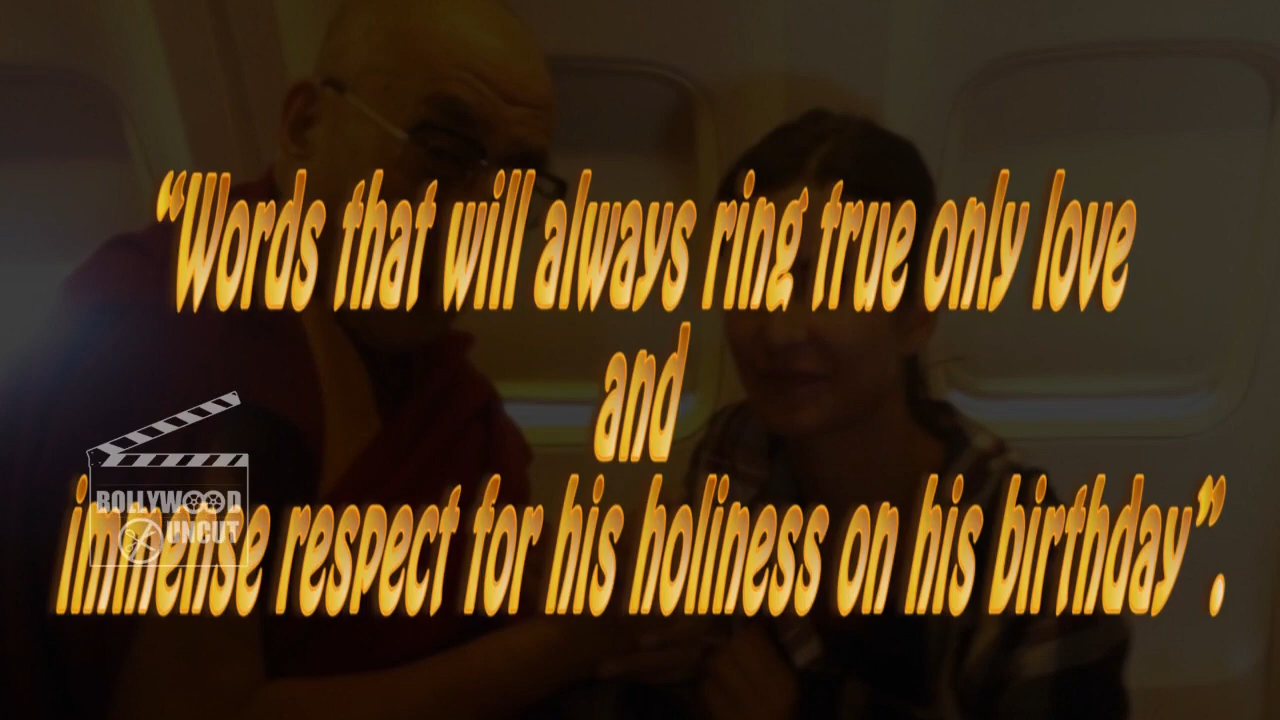 “Words that will always ring true only love
and
immense respect for his holiness on his birthday”.
BOLLYWOOD
UNCUT